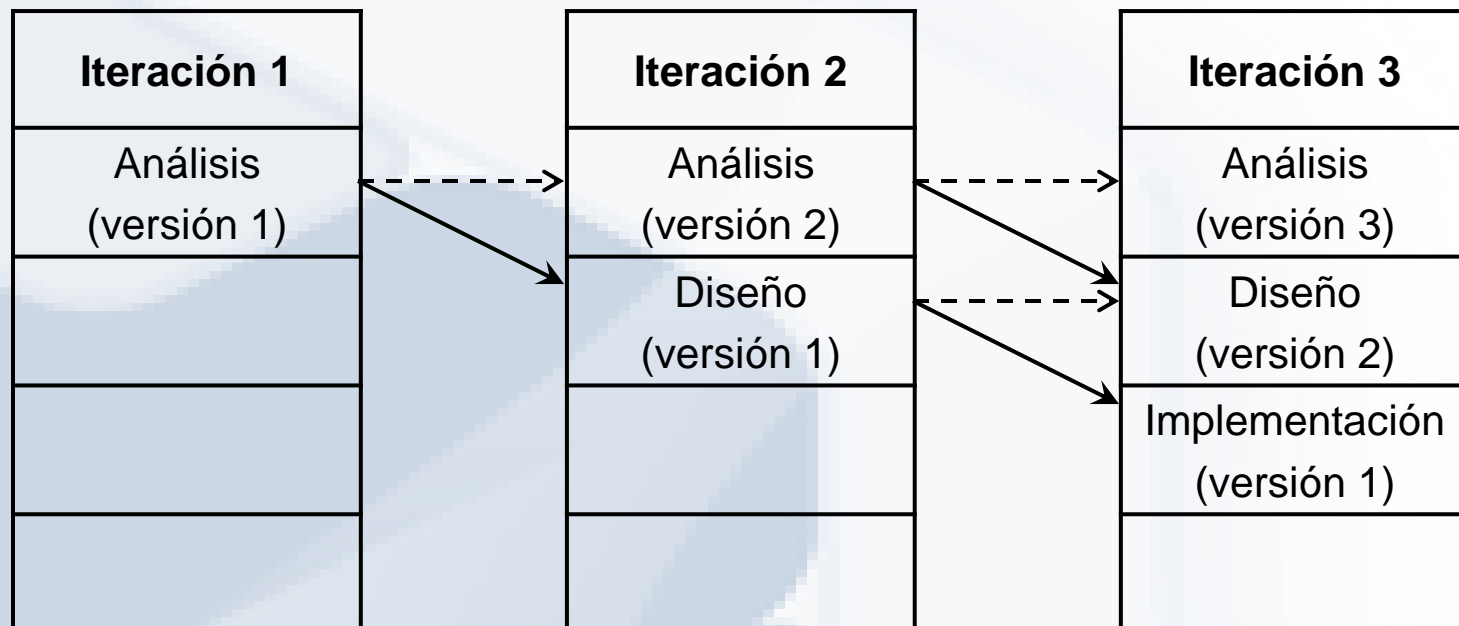 Iteración 1
Análisis
(versión 1)
Iteración 2
Análisis
(versión 2)
Diseño
(versión 1)
Iteración 3
Análisis
(versión 3)
Diseño
(versión 2)
Implementación
(versión 1)